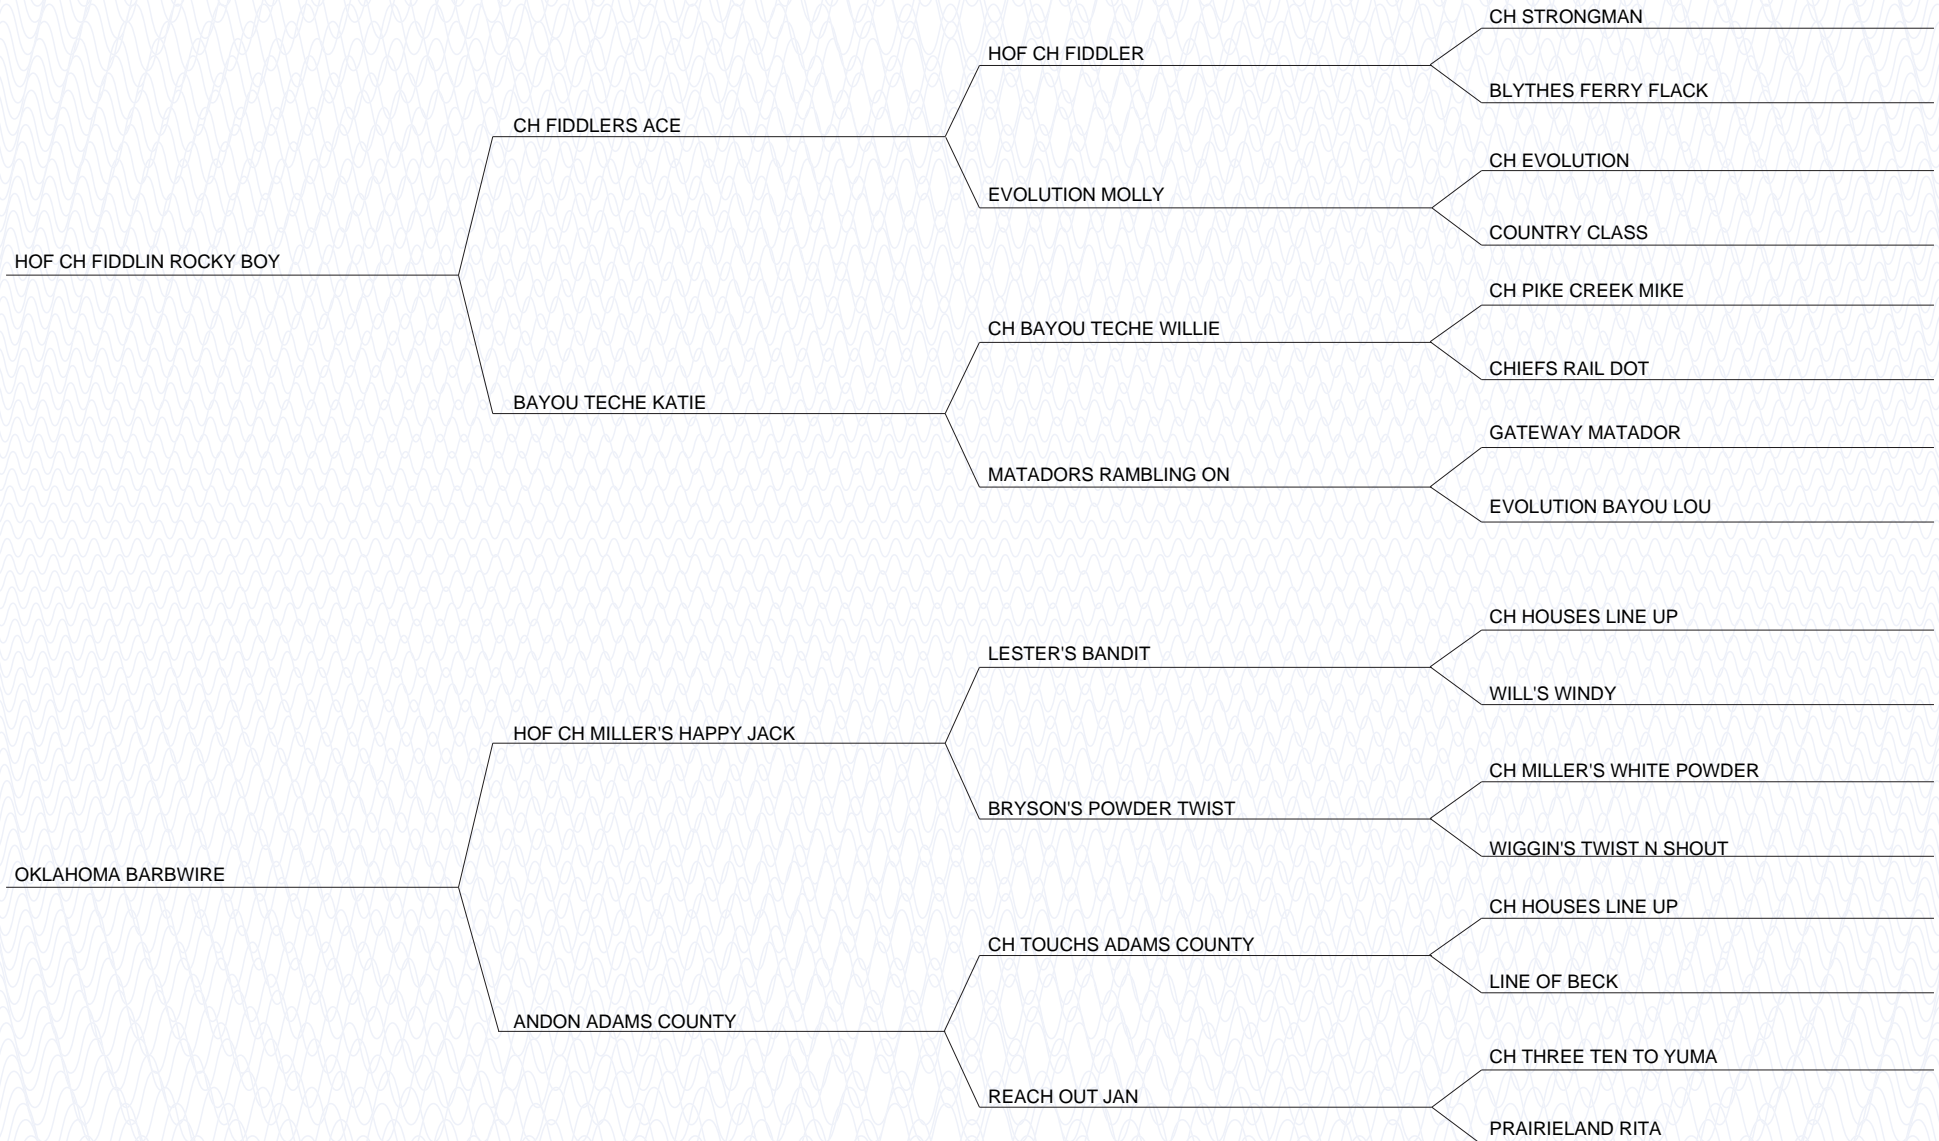 CH STRONGMAN
HOF CH FIDDLER
BLYTHES FERRY FLACK
CH FIDDLERS ACE
CH EVOLUTION
EVOLUTION MOLLY
COUNTRY CLASS
HOF CH FIDDLIN ROCKY BOY
CH PIKE CREEK MIKE
CH BAYOU TECHE WILLIE
CHIEFS RAIL DOT
BAYOU TECHE KATIE
GATEWAY MATADOR
MATADORS RAMBLING ON
EVOLUTION BAYOU LOU
CH HOUSES LINE UP
LESTER'S BANDIT
WILL'S WINDY
HOF CH MILLER'S HAPPY JACK
CH MILLER'S WHITE POWDER
BRYSON'S POWDER TWIST
WIGGIN'S TWIST N SHOUT
OKLAHOMA BARBWIRE
CH HOUSES LINE UP
CH TOUCHS ADAMS COUNTY
LINE OF BECK
ANDON ADAMS COUNTY
CH THREE TEN TO YUMA
REACH OUT JAN
PRAIRIELAND RITA